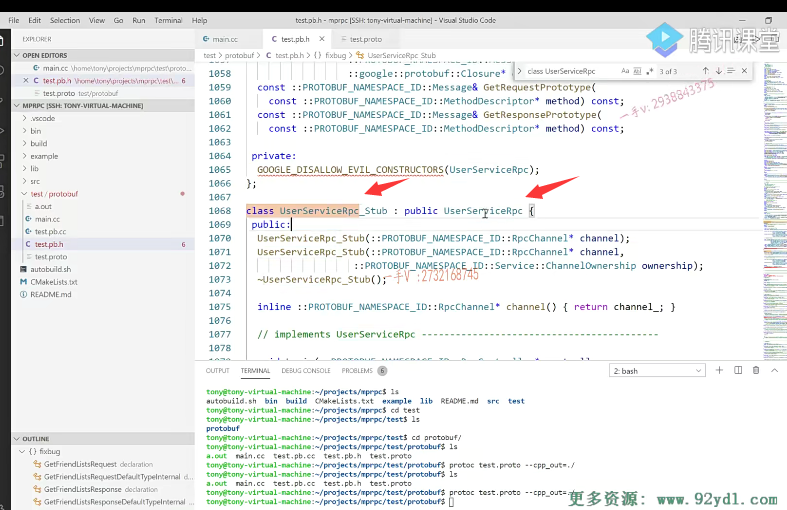 File Edit Selection View Go Run Terminal Help
test.pb.h - mprpc [SSH: tony-virtual-machine] - Visual Studio Code
EXPLORER
OPEN EDITORS
main.cc \home\tony\projects\mprpc\test\proto...
test.pb.h \home\tony\projects\mprpc\test\... 6
test.proto test/protobuf
MPRPC [SSH: TONY-VIRTUAL-MACHINE]
.vscode
bin
build
example
lib
src
test / protobuf
a.out
main.cc
test.pb.cc
test.pb.h 6
test.proto
autobuild.sh
CMakeLists.txt
README.md
OUTLINE
{} fixbug
GetFriendListsRequest declaration
GetFriendListsRequestDefaultTypeInternal d...
GetFriendListsResponse declaration
GetFriendListsResponseDefaultTypeInternal ...
main.cc
test.pb.h
test.proto
腾讯课堂
test > protobuf > test.pb.h > {} fixbug > UserServiceRpc_Stub
class UserServiceRpc Aa 3 of 3
1058 ::google::protobuf::Closure*
1059 const ::PROTOBUF_NAMESPACE_ID::Message& GetRequestPrototype(
1060 const ::PROTOBUF_NAMESPACE_ID::MethodDescriptor* method) const;
1061 const ::PROTOBUF_NAMESPACE_ID::Message& GetResponsePrototype(
1062 const ::PROTOBUF_NAMESPACE_ID::MethodDescriptor* method) const;
一手v:2938843375
1063
1064 private:
1065 GOOGLE_DISALLOW_EVIL_CONSTRUCTORS(UserServiceRpc);
1066 };
1067
1068 class UserServiceRpc_Stub : public UserServiceRpc {
1069 public:
1070 UserServiceRpc_Stub(::PROTOBUF_NAMESPACE_ID::RpcChannel* channel);
1071 UserServiceRpc_Stub(::PROTOBUF_NAMESPACE_ID::RpcChannel* channel,
1072 ::PROTOBUF_NAMESPACE_ID::Service::ChannelOwnership ownership);
1073 ~UserServiceRpc_Stub();
一手V :2732168745
1074
1075 inline ::PROTOBUF_NAMESPACE_ID::RpcChannel* channel() { return channel_; }
1076
1077 // implements UserServiceRpc ------------------------------------------
1078
OUTPUT TERMINAL DEBUG CONSOLE PROBLEMS 6
2: bash
tony@tony-virtual-machine:~/projects/mprpc$ ls
autobuild.sh bin build CMakeLists.txt example lib README.md src test
tony@tony-virtual-machine:~/projects/mprpc$ cd test
tony@tony-virtual-machine:~/projects/mprpc/test$ ls
protobuf
tony@tony-virtual-machine:~/projects/mprpc/test$ cd protobuf/
tony@tony-virtual-machine:~/projects/mprpc/test/protobuf$ ls
a.out main.cc test.pb.cc test.pb.h test.proto
tony@tony-virtual-machine:~/projects/mprpc/test/protobuf$ protoc test.proto --cpp_out=./
tony@tony-virtual-machine:~/projects/mprpc/test/protobuf$ ls
a.out main.cc test.pb.cc test.pb.h test.proto
tony@tony-virtual-machine:~/projects/mprpc/test/protobuf$ protoc test.proto --cpp_out=./
tony@tony-virtual-machine:~/projects/mprpc/test/protobuf$
更多资源: www.92ydl.com